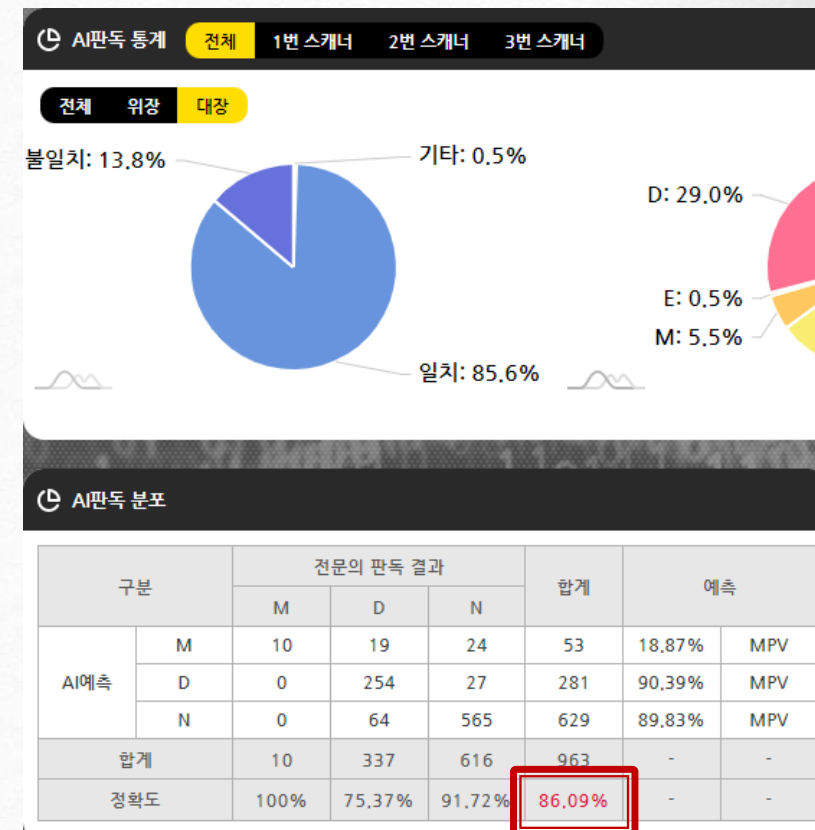 AI판독 통계 전체 1번 스캐너 2번 스캐너 3번 스캐너
전체 위장 대장
불일치: 13.8%
기타: 0.5%
일치: 85.6%
D: 29.0%
E: 0.5%
M: 5.5%
AI판독 분포
구분 전문의 판독 결과 합계 예측
M D N
AI예측 M 10 19 24 53 18.87% MPV
D 0 254 27 281 90.39% MPV
N 0 64 565 629 89.83% MPV
합계 10 337 616 963 - -
정확도 100% 75.37% 91.72% 86.09% - -